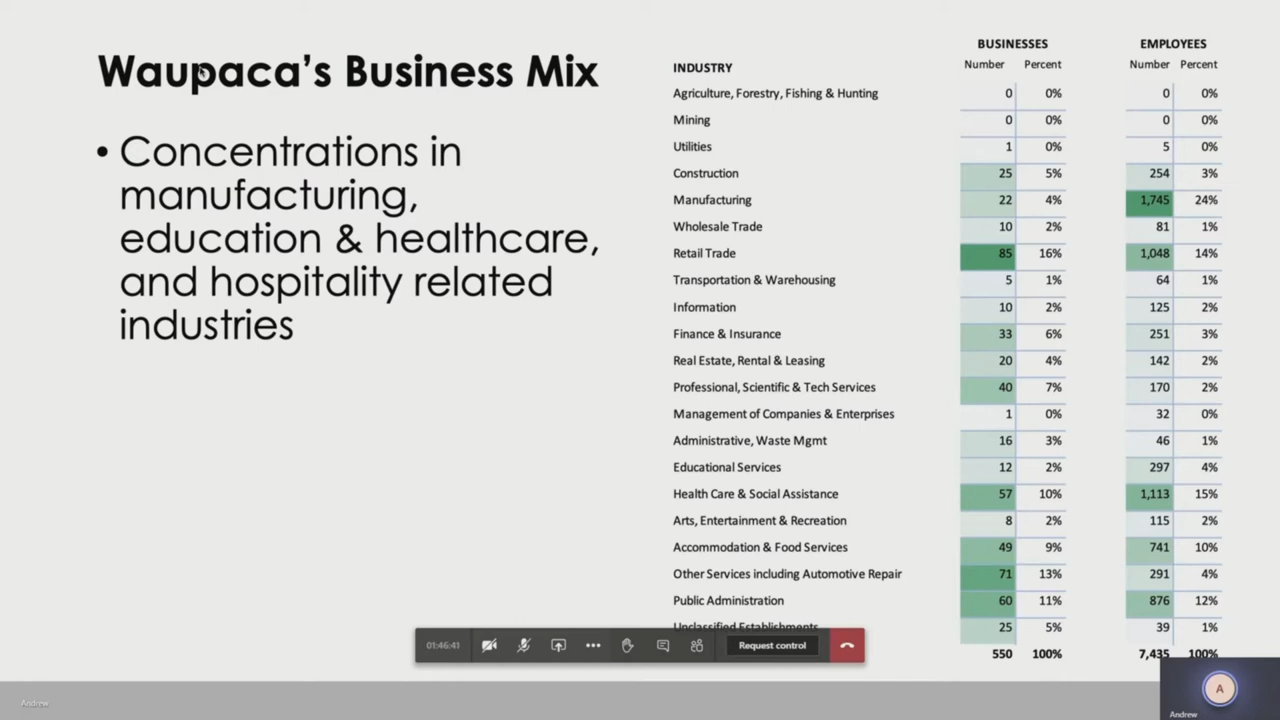 Waupaca's Business Mix
• Concentrations in
manufacturing,
education & healthcare,
and hospitality related
industries
BUSINESSES EMPLOYEES
INDUSTRY Number Percent Number Percent
Agriculture, Forestry, Fishing & Hunting 0 0% 0 0%
Mining 0 0% 0 0%
Utilities 1 0% 5 0%
Construction 25 5% 254 3%
Manufacturing 22 4% 1,745 24%
Wholesale Trade 10 2% 81 1%
Retail Trade 85 16% 1,048 14%
Transportation & Warehousing 5 1% 64 1%
Information 10 2% 125 2%
Finance & Insurance 33 6% 251 3%
Real Estate, Rental & Leasing 20 4% 142 2%
Professional, Scientific & Tech Services 40 7% 170 2%
Management of Companies & Enterprises 1 0% 32 0%
Administrative, Waste Mgmt 16 3% 46 1%
Educational Services 12 2% 297 4%
Health Care & Social Assistance 57 10% 1,113 15%
Arts, Entertainment & Recreation 8 2% 115 2%
Accommodation & Food Services 49 9% 741 10%
Other Services including Automotive Repair 71 13% 291 4%
Public Administration 60 11% 876 12%
Unclassified Establishments 25 5% 39 1%
550 100% 7,435 100%
01:46:41 Request control
A
Andrew
Andrew